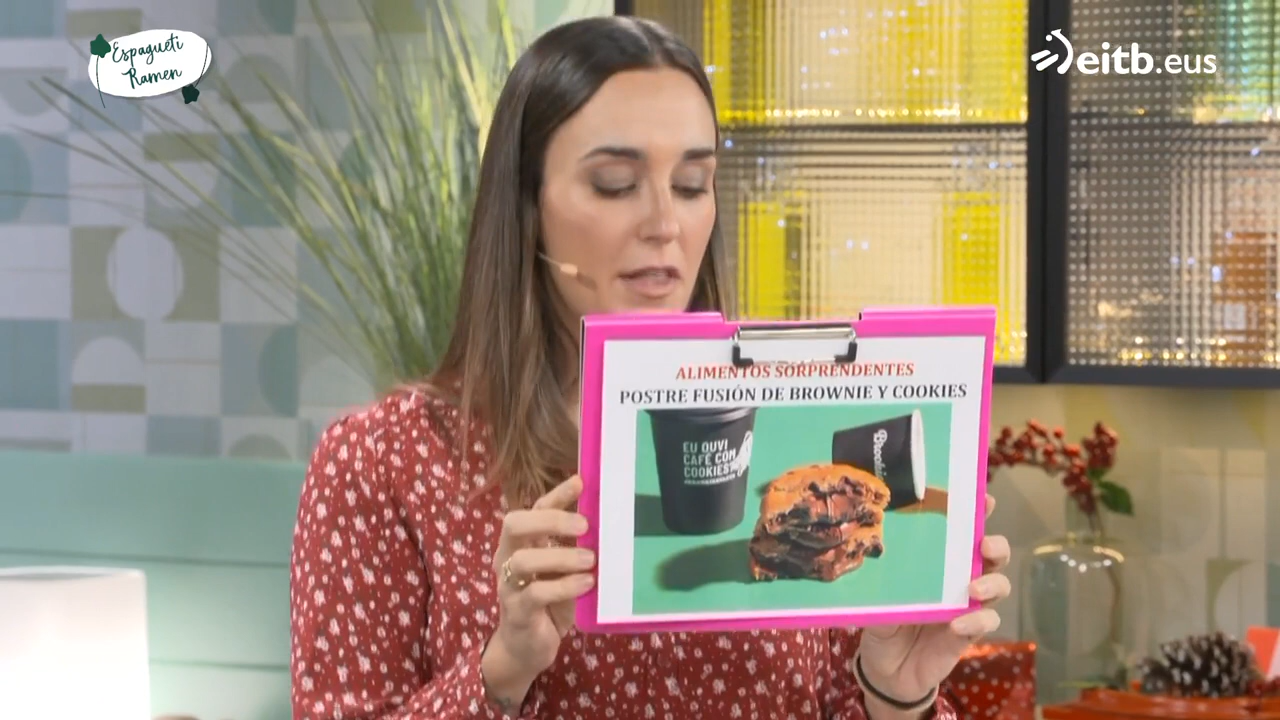 Espagueti
Ramen
eitb.eus
ALIMENTOS SORPRENDENTES
POSTRE FUSIÓN DE BROWNIE Y COOKIES
EU OUVI
CAFÉ COM
COOKIES